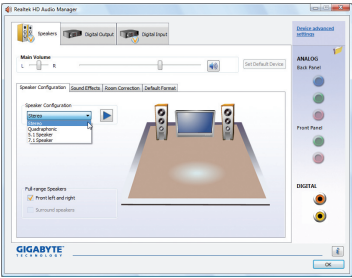 Realtek HD Audio Manager
Speakers
Digital Output
Digital Input
Device advanced
settings
Main Volume
L
R
Set Default Device
ANALOG
Back Panel
Speaker Configuration
Sound Effects
Room Correction
Default Format
Speaker Configuration
Stereo
Stereo
Quadraphonic
5.1 Speaker
7.1 Speaker
Front Panel
Full-range Speakers
Front left and right
Surround speakers
DIGITAL
GIGABYTE
TECHNOLOGY
OK